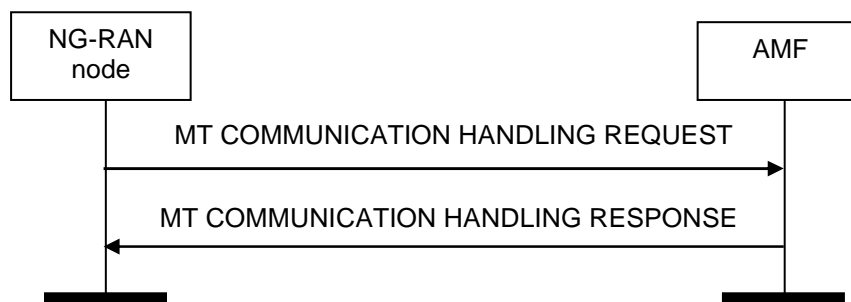 NG-RAN
node
AMF
MT COMMUNICATION HANDLING REQUEST
MT COMMUNICATION HANDLING RESPONSE